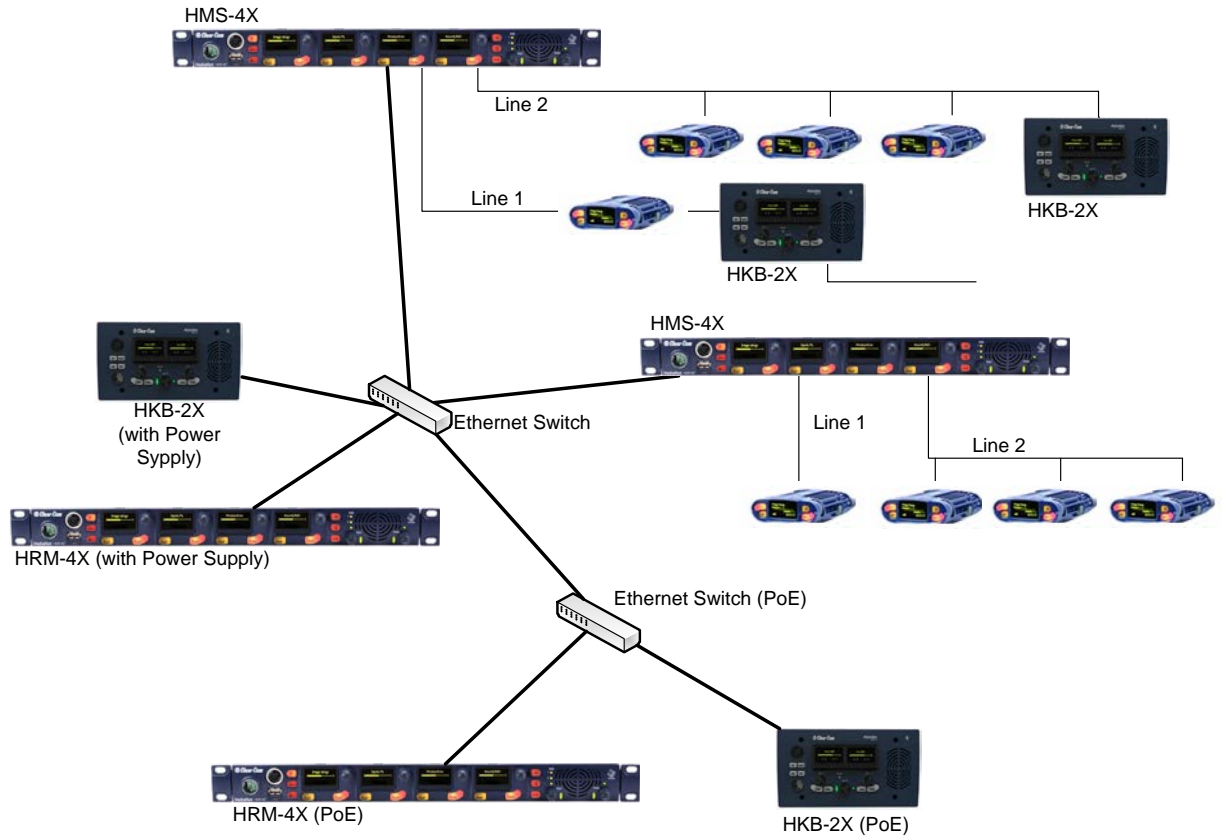 HMS-4X
Line 2
Line 1
HKB-2X
HKB-2X
HMS-4X
HKB-2X
(with Power
Sypply)
Ethernet Switch
Line 1
Line 2
HRM-4X (with Power Supply)
Ethernet Switch (PoE)
HRM-4X (PoE)
HKB-2X (PoE)